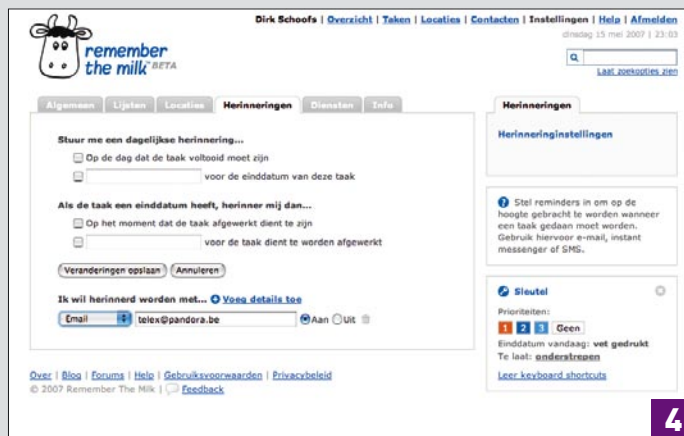 Dirk Schoofs | Overzicht | Taken | Locaties | Contacten | Instellingen | Help | Afmelden
dinsdag 15 mei 2007 | 23:03
remember
the milk™ BETA
Laat zoekopties zien
Algemeen Lijsten Locaties Herinneringen Diensten Info
Stuur me een dagelijkse herinnering...
Op de dag dat de taak voltooid moet zijn
voor de einddatum van deze taak
Als de taak een einddatum heeft, herinner mij dan...
Op het moment dat de taak afgewerkt dient te zijn
voor de taak dient te worden afgewerkt
Veranderingen opslaan Annuleren
Ik wil herinnerd worden met... Voeg details toe
Email telex@pandora.be Aan Uit
Herinneringen
Herinneringinstellingen
Stel reminders in om op de
hoogte gebracht te worden wanneer
een taak gedaan moet worden.
Gebruik hiervoor e-mail, instant
messenger of SMS.
Sleutel
Prioriteiten:
1 2 3 Geen
Einddatum vandaag: vet gedrukt
Te laat: onderstrepen
Leer keyboard shortcuts
Over | Blog | Forums | Help | Gebruiksvoorwaarden | Privacybeleid
© 2007 Remember The Milk | Feedback
4